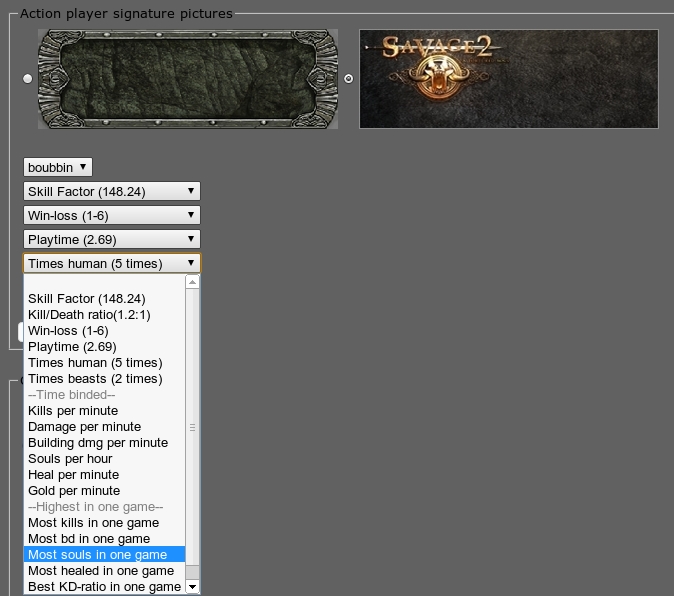 Action player signature pictures
SAVAGE 2
boubbin
Skill Factor (148.24)
Win-loss (1-6)
Playtime (2.69)
Times human (5 times)
Skill Factor (148.24)
Kill/Death ratio(1.2:1)
Win-loss (1-6)
Playtime (2.69)
Times human (5 times)
Times beasts (2 times)
--Time binded--
Kills per minute
Damage per minute
Building dmg per minute
Souls per hour
Heal per minute
Gold per minute
--Highest in one game--
Most kills in one game
Most bd in one game
Most souls in one game
Most healed in one game
Best KD-ratio in one game